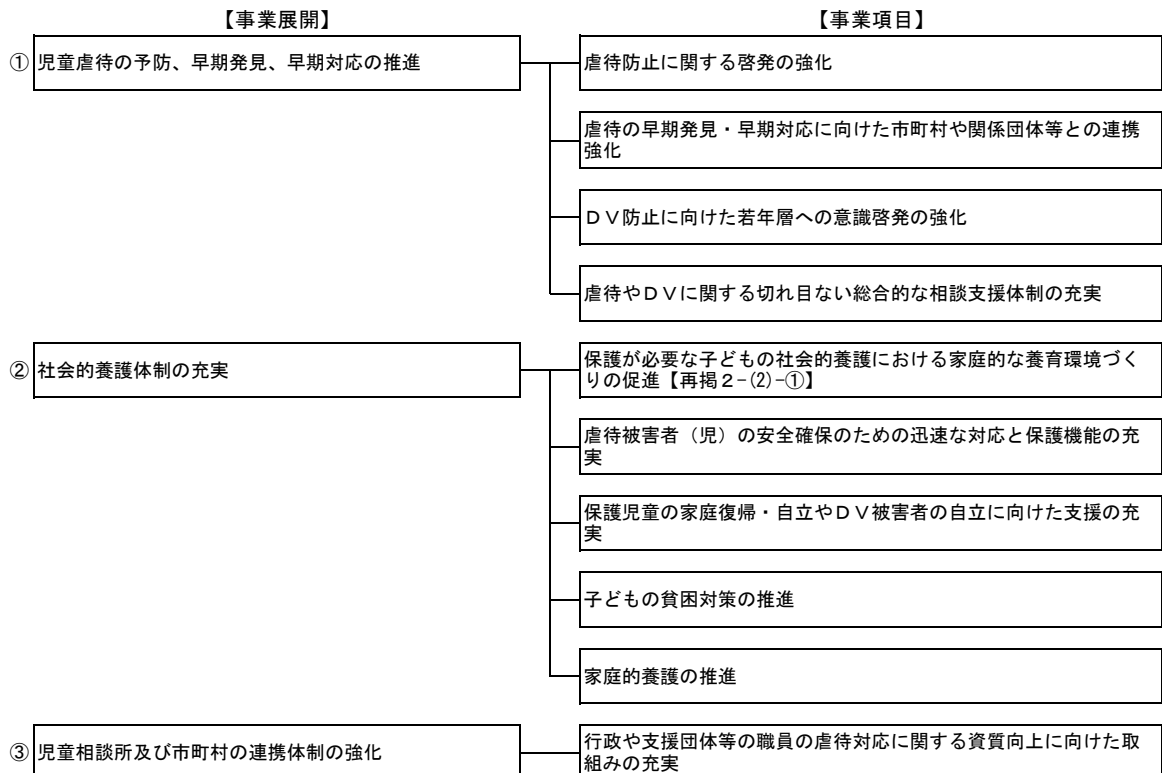 【事業展開】
【事業項目】
① 児童虐待の予防、早期発見、早期対応の推進
虐待防止に関する啓発の強化
虐待の早期発見・早期対応に向けた市町村や関係団体等との連携
強化
ＤＶ防止に向けた若年層への意識啓発の強化
虐待やＤＶに関する切れ目ない総合的な相談支援体制の充実
② 社会的養護体制の充実
保護が必要な子どもの社会的養護における家庭的な養育環境づく
りの促進【再掲２-(2)-①】
虐待被害者（児）の安全確保のための迅速な対応と保護機能の充
実
保護児童の家庭復帰・自立やＤＶ被害者の自立に向けた支援の充
実
子どもの貧困対策の推進
家庭的養護の推進
③ 児童相談所及び市町村の連携体制の強化
行政や支援団体等の職員の虐待対応に関する資質向上に向けた取
組みの充実